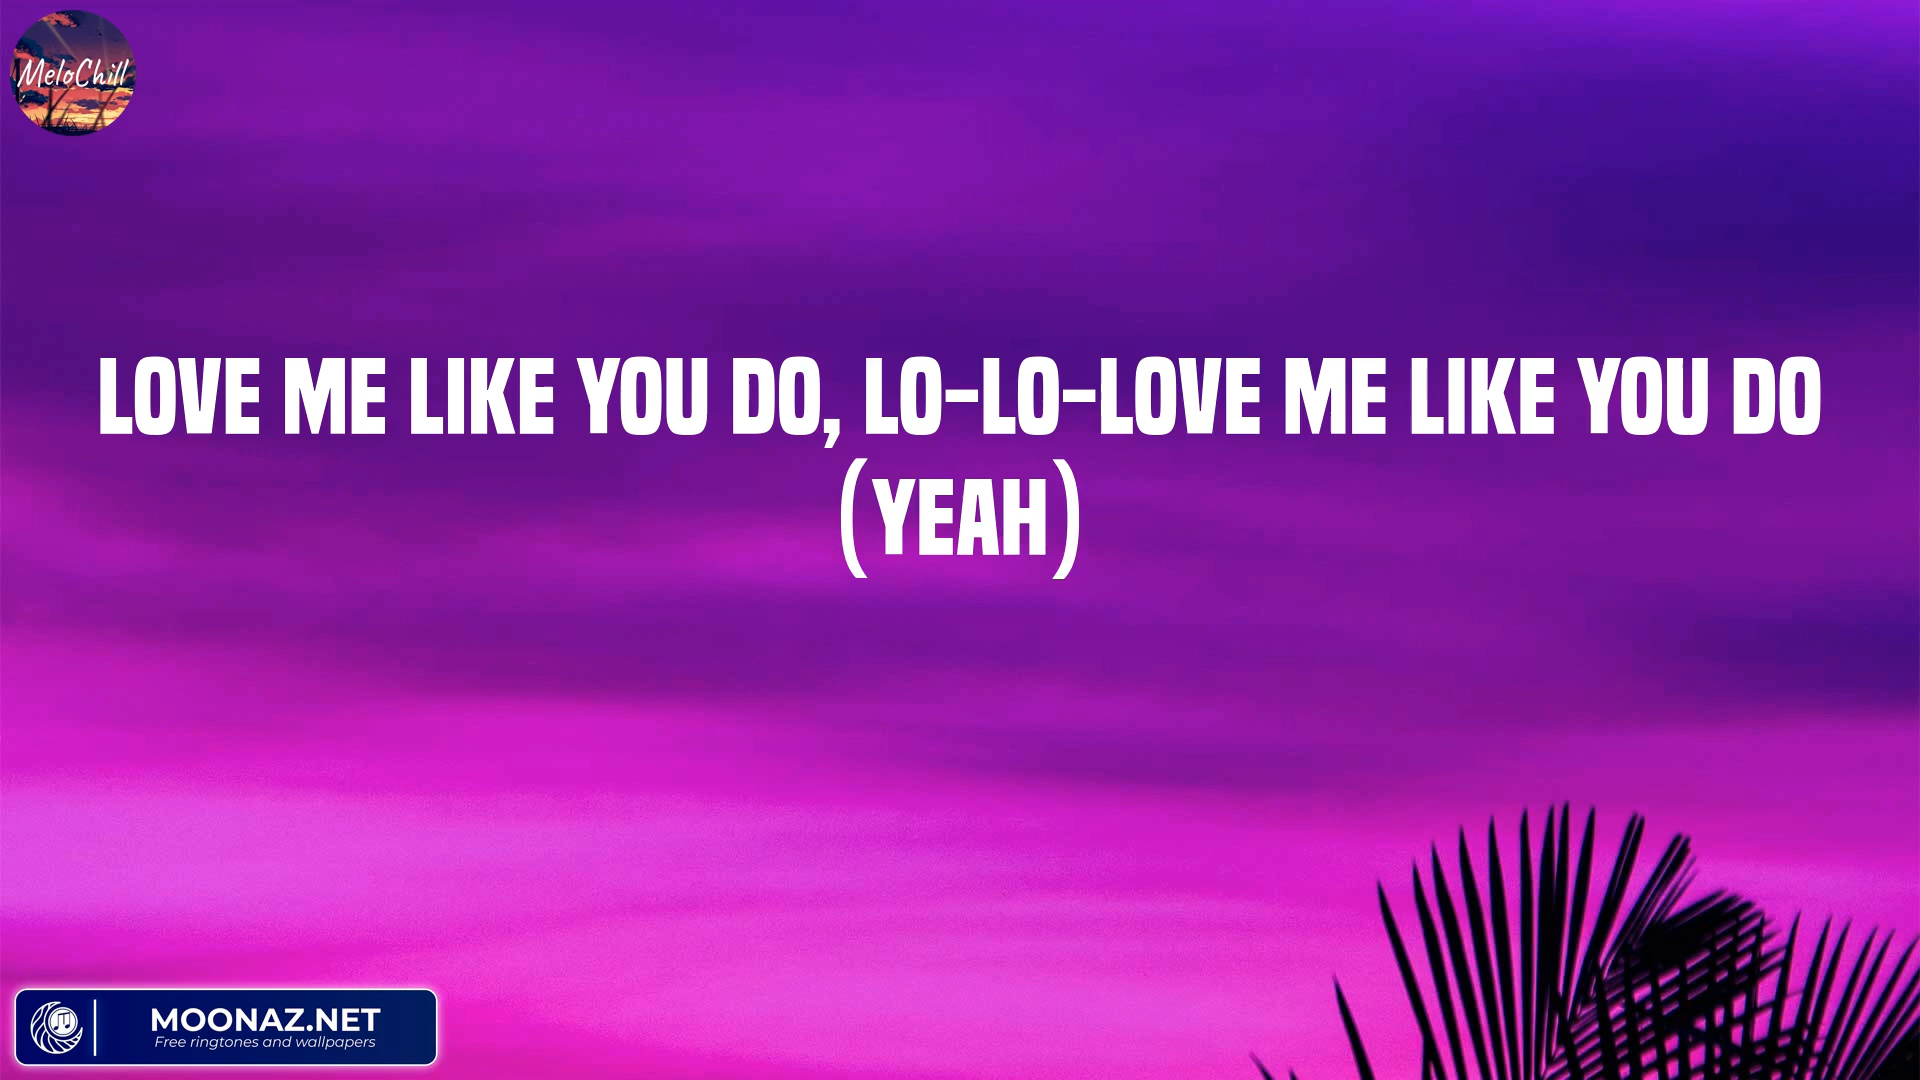 MeloChill
LOVE ME LIKE YOU DO, LO-LO-LOVE ME LIKE YOU DO
(YEAH)
MOONAZ.NET
Free ringtones and wallpapers